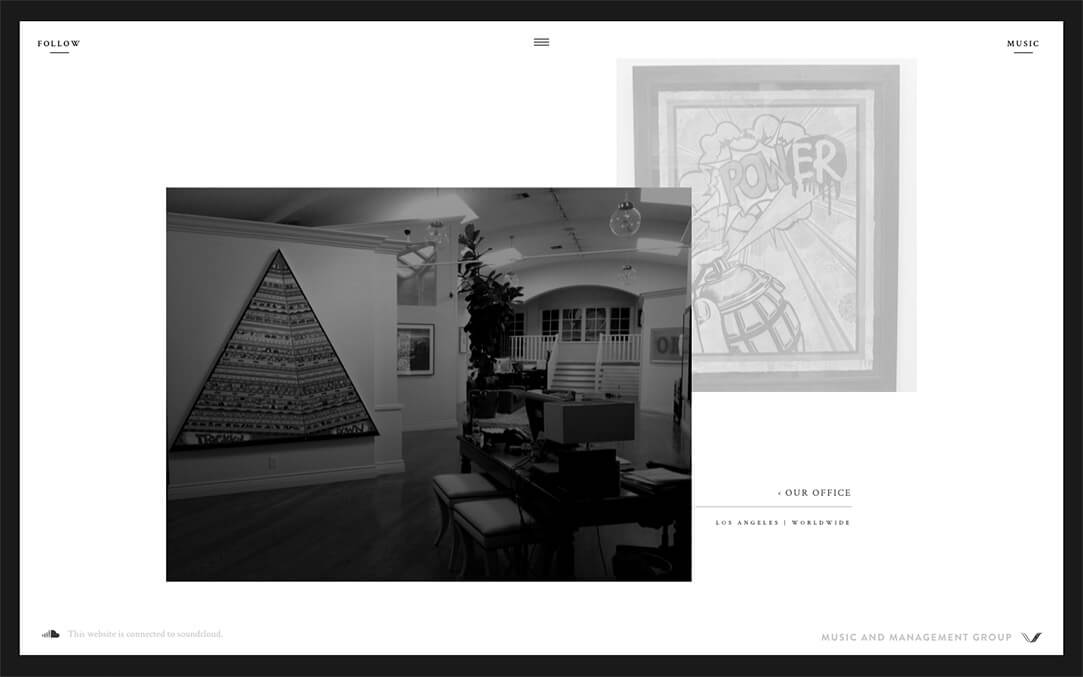 FOLLOW
MUSIC
POWER
‹ OUR OFFICE
LOS ANGELES | WORLDWIDE
This website is connected to soundcloud.
MUSIC AND MANAGEMENT GROUP